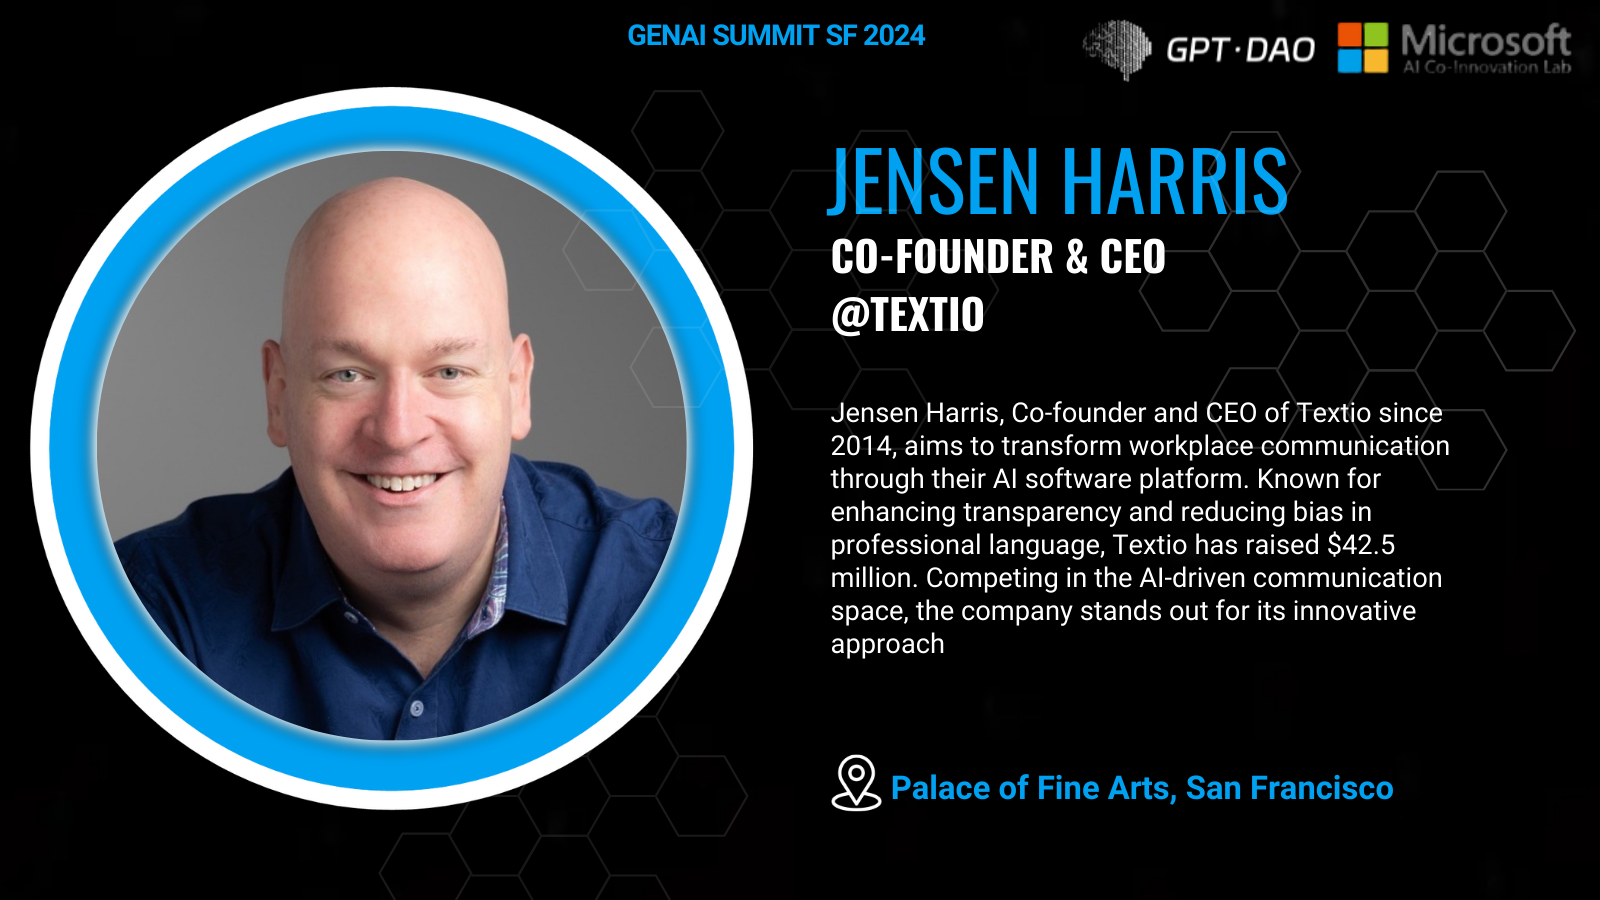 GENAI SUMMIT SF 2024
GPT·DAO
Microsoft
AI Co-Innovation Lab
JENSEN HARRIS
CO-FOUNDER & CEO
@TEXTIO
Jensen Harris, Co-founder and CEO of Textio since
2014, aims to transform workplace communication
through their AI software platform. Known for
enhancing transparency and reducing bias in
professional language, Textio has raised $42.5
million. Competing in the AI-driven communication
space, the company stands out for its innovative
approach
Palace of Fine Arts, San Francisco